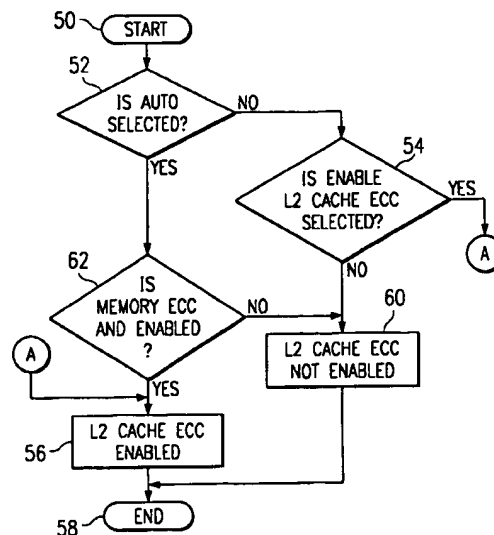 50
START
52
IS AUTO
SELECTED?
NO
YES
54
IS ENABLE
L2 CACHE ECC
SELECTED?
YES
A
NO
62
IS
MEMORY ECC
AND ENABLED
?
NO
YES
A
60
L2 CACHE ECC
NOT ENABLED
56
L2 CACHE ECC
ENABLED
58
END